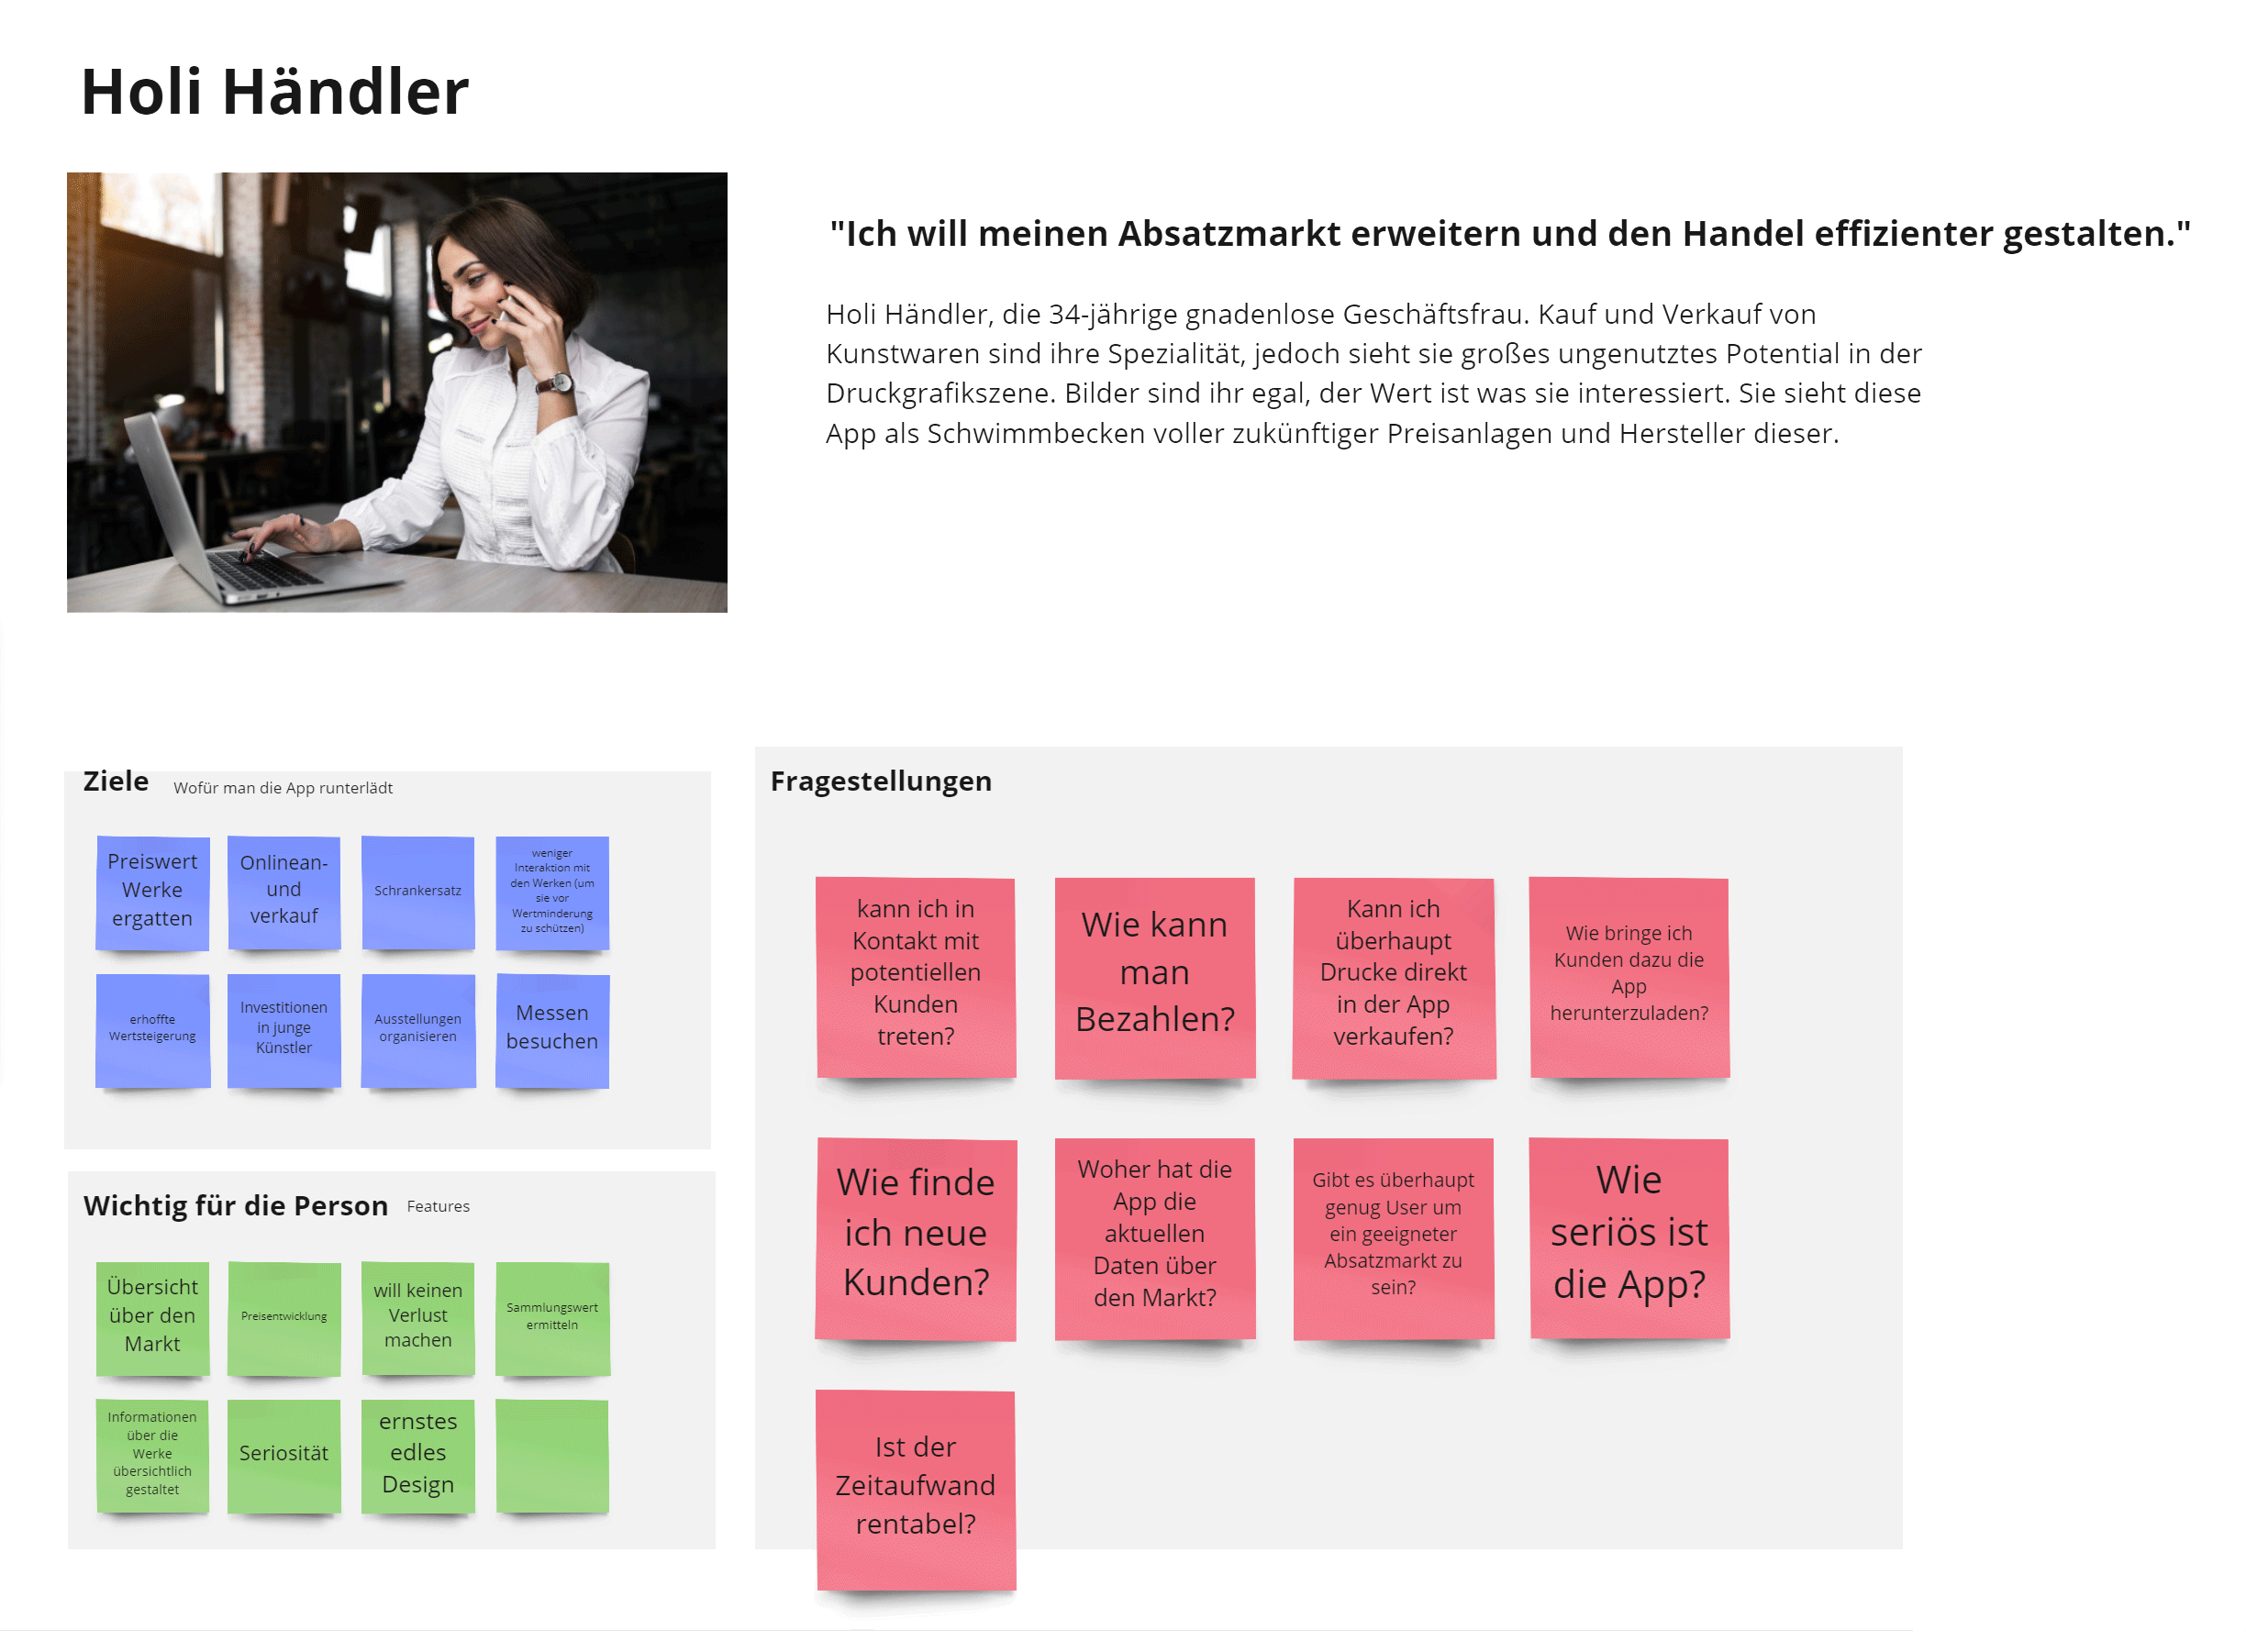 Holi Händler
"Ich will meinen Absatzmarkt erweitern und den Handel effizienter gestalten."
Holi Händler, die 34-jährige gnadenlose Geschäftsfrau. Kauf und Verkauf von
Kunstwaren sind ihre Spezialität, jedoch sieht sie großes ungenutztes Potential in der
Druckgrafikszene. Bilder sind ihr egal, der Wert ist was sie interessiert. Sie sieht diese
App als Schwimmbecken voller zukünftiger Preisanlagen und Hersteller dieser.
Ziele
Wofür man die App runterlädt
Preiswert
Werke
ergatten
Onlinean-
und
verkauf
Schrankersatz
weniger
Interaktion mit
den Werken (um
sie vor
Wertminderung
zu schützen)
erhoffte
Wertsteigerung
Investitionen
in junge
Künstler
Ausstellungen
organisieren
Messen
besuchen
Wichtig für die Person
Features
Übersicht
über den
Markt
Preisentwicklung
will keinen
Verlust
machen
Sammlungswert
ermitteln
Informationen
über die
Werke
übersichtlich
gestaltet
Seriosität
ernstes
edles
Design
Fragestellungen
kann ich in
Kontakt mit
potentiellen
Kunden
treten?
Wie kann
man
Bezahlen?
Kann ich
überhaupt
Drucke direkt
in der App
verkaufen?
Wie bringe ich
Kunden dazu die
App
herunterzuladen?
Wie finde
ich neue
Kunden?
Woher hat die
App die
aktuellen
Daten über
den Markt?
Gibt es überhaupt
genug User um
ein geeigneter
Absatzmarkt zu
sein?
Wie
seriös ist
die App?
Ist der
Zeitaufwand
rentabel?